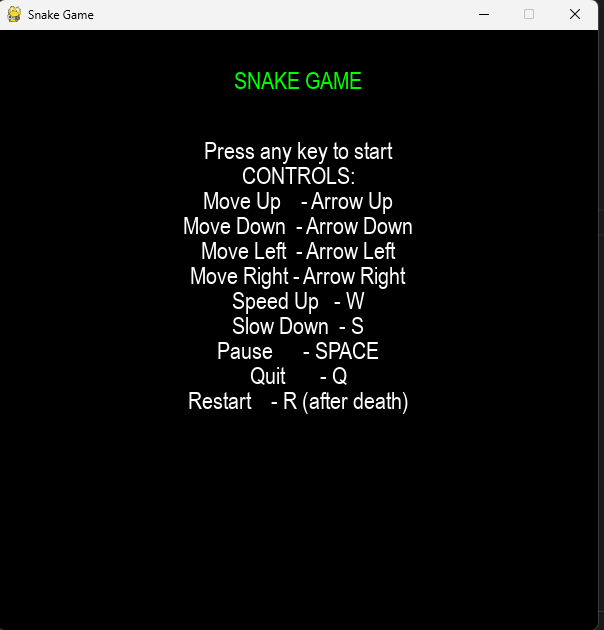 Snake Game
SNAKE GAME
Press any key to start
CONTROLS:
Move Up    - Arrow Up
Move Down  - Arrow Down
Move Left  - Arrow Left
Move Right - Arrow Right
Speed Up   - W
Slow Down  - S
Pause      - SPACE
Quit       - Q
Restart    - R (after death)